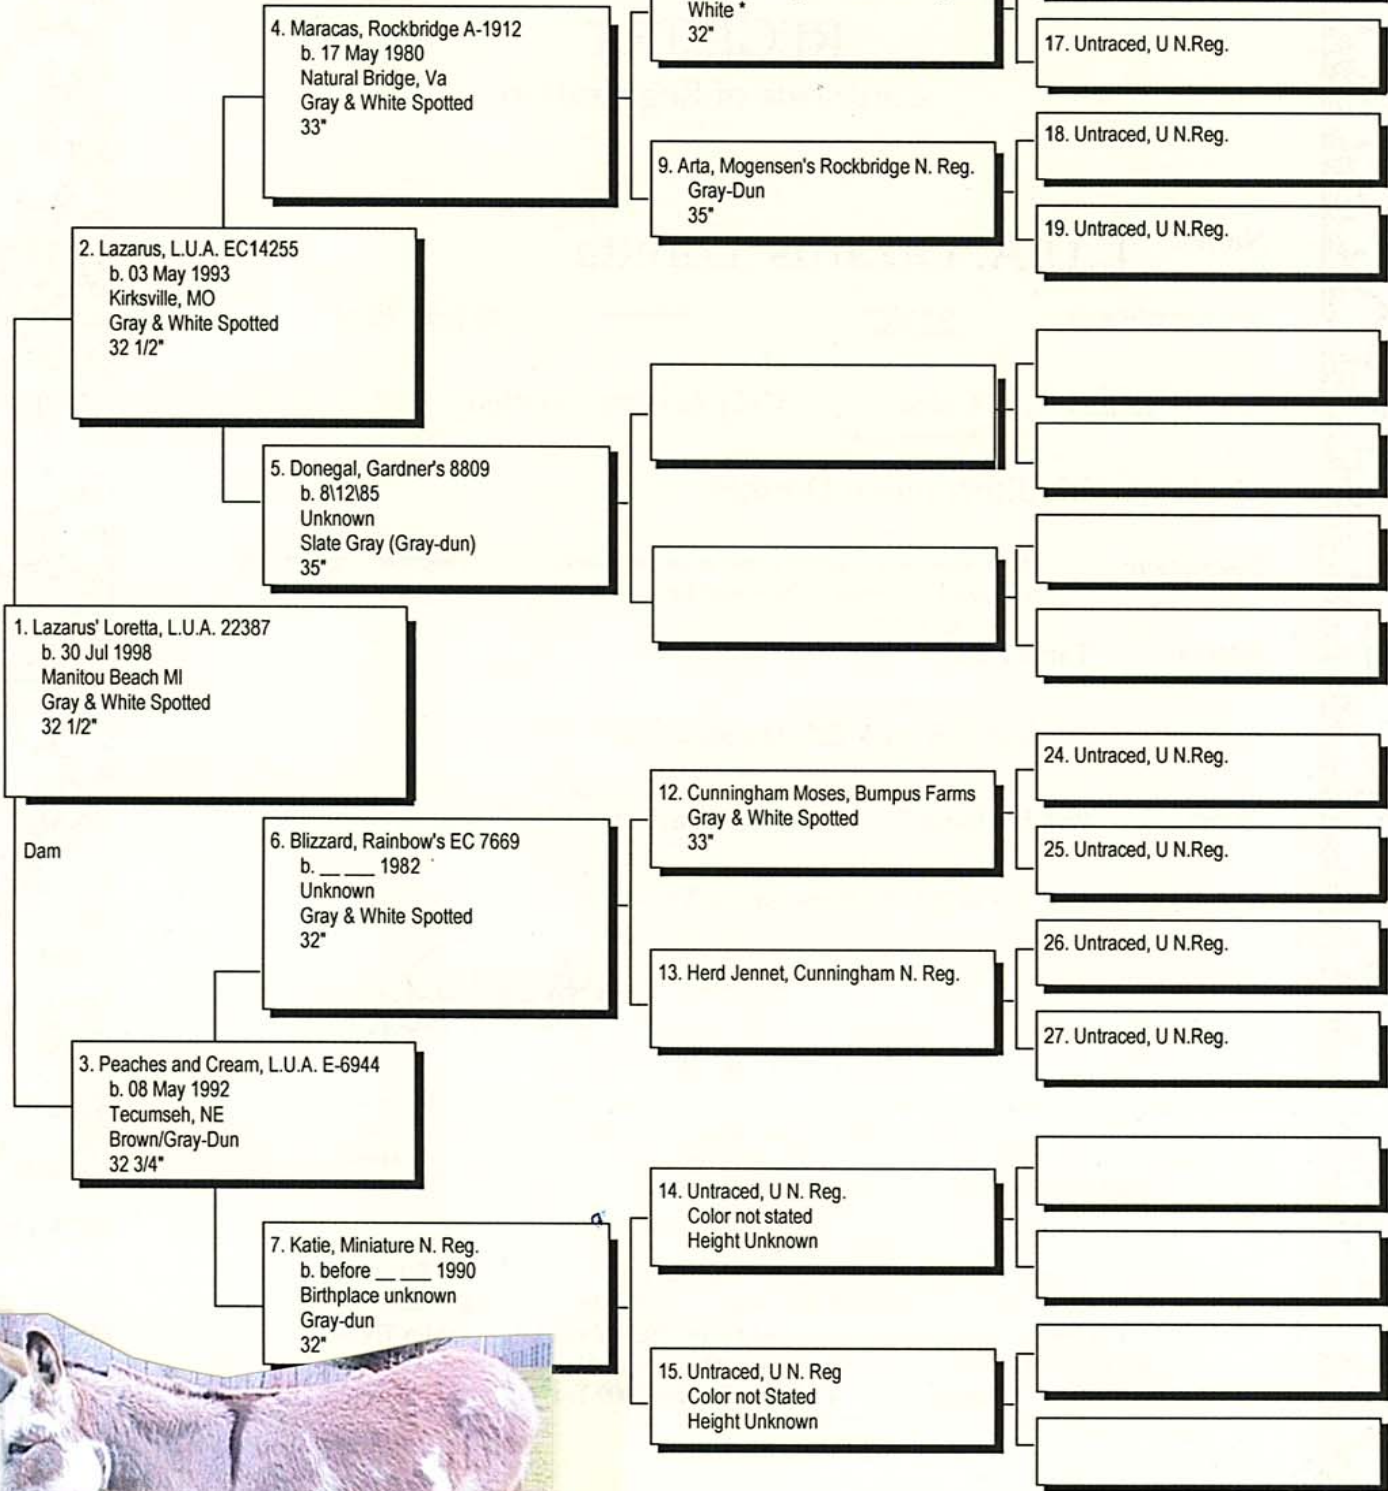 White *
32"
4. Maracas, Rockbridge A-1912
b. 17 May 1980
Natural Bridge, Va
Gray & White Spotted
33"
17. Untraced, U N.Reg.
18. Untraced, U N.Reg.
9. Arta, Mogensen's Rockbridge N. Reg.
Gray-Dun
35"
19. Untraced, U N.Reg.
2. Lazarus, L.U.A. EC14255
b. 03 May 1993
Kirksville, MO
Gray & White Spotted
32 1/2"
5. Donegal, Gardner's 8809
b. 8\12\85
Unknown
Slate Gray (Gray-dun)
35"
1. Lazarus' Loretta, L.U.A. 22387
b. 30 Jul 1998
Manitou Beach MI
Gray & White Spotted
32 1/2"
Dam
24. Untraced, U N.Reg.
12. Cunningham Moses, Bumpus Farms
Gray & White Spotted
33"
25. Untraced, U N.Reg.
6. Blizzard, Rainbow's EC 7669
b. __ ___ 1982
Unknown
Gray & White Spotted
32"
26. Untraced, U N.Reg.
13. Herd Jennet, Cunningham N. Reg.
27. Untraced, U N.Reg.
3. Peaches and Cream, L.U.A. E-6944
b. 08 May 1992
Tecumseh, NE
Brown/Gray-Dun
32 3/4"
14. Untraced, U N. Reg.
Color not stated
Height Unknown
7. Katie, Miniature N. Reg.
b. before __ ___ 1990
Birthplace unknown
Gray-dun
32"
15. Untraced, U N. Reg
Color not Stated
Height Unknown